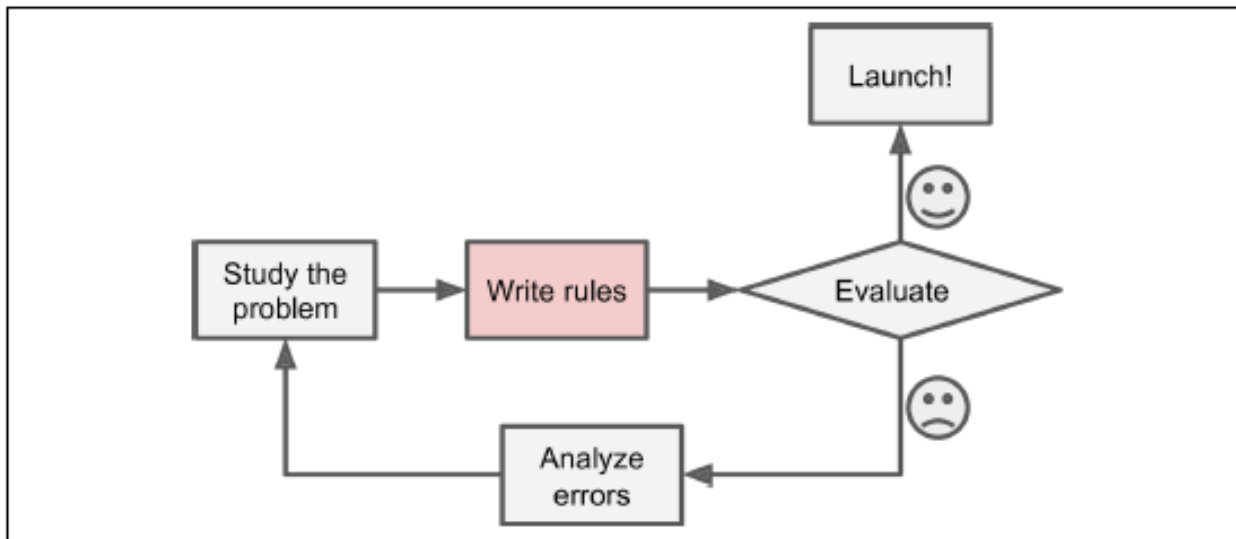 Launch!
Study the
problem
Write rules
Evaluate
Analyze
errors